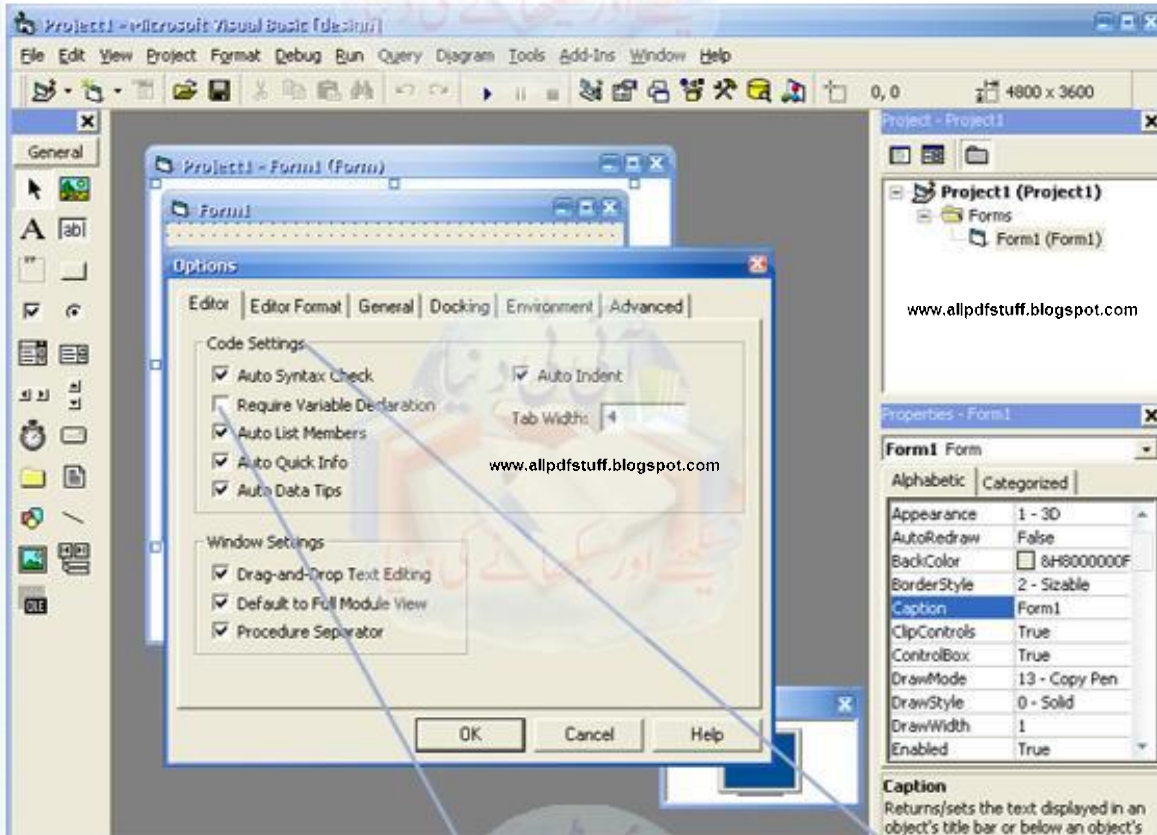 Project1 - Microsoft Visual Basic [design]
File Edit View Project Format Debug Run Query Diagram Tools Add-Ins Window Help
0, 0
4800 x 3600
General
A
ab
OLE
Project1 - Form1 (Form)
Form1
Options
Editor
Editor Format
General
Docking
Environment
Advanced
Code Settings
Auto Syntax Check
Auto Indent
Require Variable Declaration
Tab Width: 4
Auto List Members
Auto Quick Info
Auto Data Tips
www.allpdfstuff.blogspot.com
Window Settings
Drag-and-Drop Text Editing
Default to Full Module View
Procedure Separator
OK
Cancel
Help
Project - Project1
Project1 (Project1)
Forms
Form1 (Form1)
www.allpdfstuff.blogspot.com
Properties - Form1
Form1 Form
Alphabetic
Categorized
Appearance 1 - 3D
AutoRedraw False
BackColor &H8000000F
BorderStyle 2 - Sizable
Caption Form1
ClipControls True
ControlBox True
DrawMode 13 - Copy Pen
DrawStyle 0 - Solid
DrawWidth 1
Enabled True
Caption
Returns/sets the text displayed in an
object's title bar or below an object's